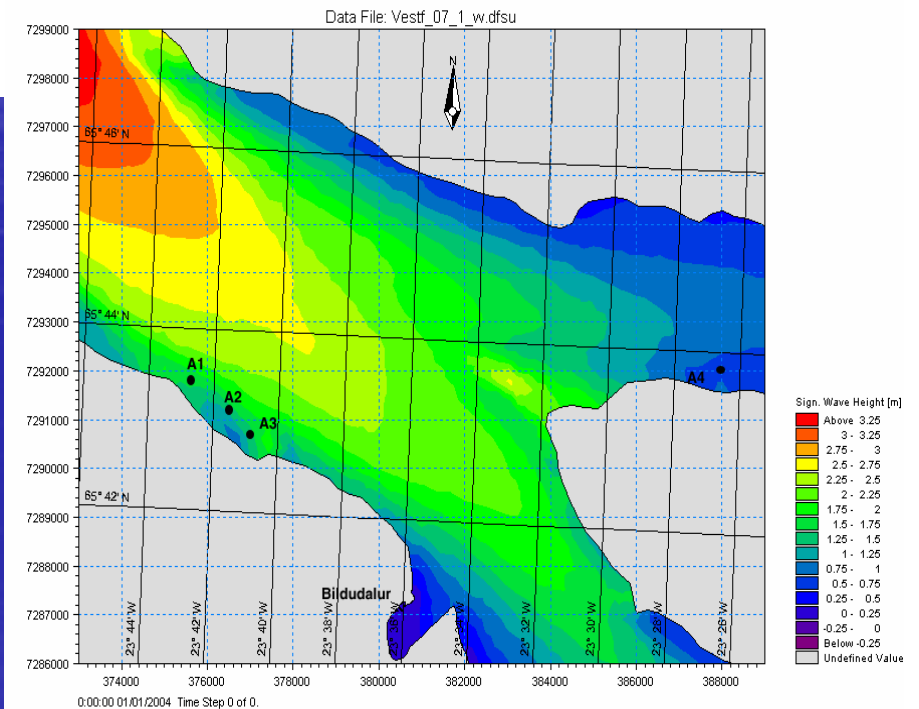 Data File: Vestf_07_1_w.dfsu
7299000
7298000
7297000
7296000
7295000
7294000
7293000
7292000
7291000
7290000
7289000
7288000
7287000
7286000
N
65° 46' N
65° 44' N
65° 42' N
A1
A2
A3
A4
Bildudalur
23° 44' W
23° 42' W
23° 40' W
23° 38' W
23° 34' W
23° 32' W
23° 30' W
23° 28' W
23° 26' W
374000 376000 378000 380000 382000 384000 386000 388000
0:00:00 01/01/2004 Time Step 0 of 0.
Sign. Wave Height [m]
Above 3.25
3 - 3.25
2.75 - 3
2.5 - 2.75
2.25 - 2.5
2 - 2.25
1.75 - 2
1.5 - 1.75
1.25 - 1.5
1 - 1.25
0.75 - 1
0.5 - 0.75
0.25 - 0.5
0 - 0.25
-0.25 - 0
Below -0.25
Undefined Value